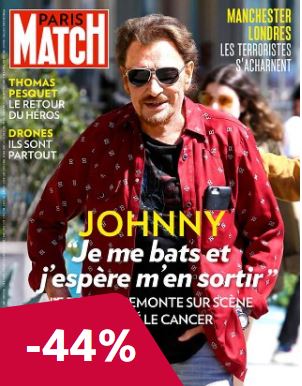 PARIS
MATCH
MANCHESTER
LONDRES
LES TERRORISTES
S'ACHARNENT
THOMAS
PESQUET
LE RETOUR
DU HÉROS
DRONES
ILS SONT
PARTOUT
JOHNNY
"Je me bats et
j'espère m'en sortir"
EMONTE SUR SCÈNE
LE CANCER
-44%